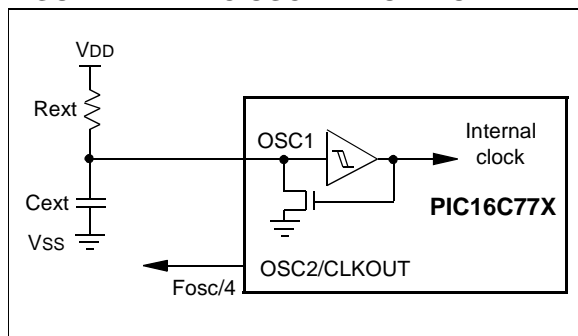 VDD
Rext
OSC1
Internal
clock
Cext
PIC16C77X
VSS
OSC2/CLKOUT
Fosc/4